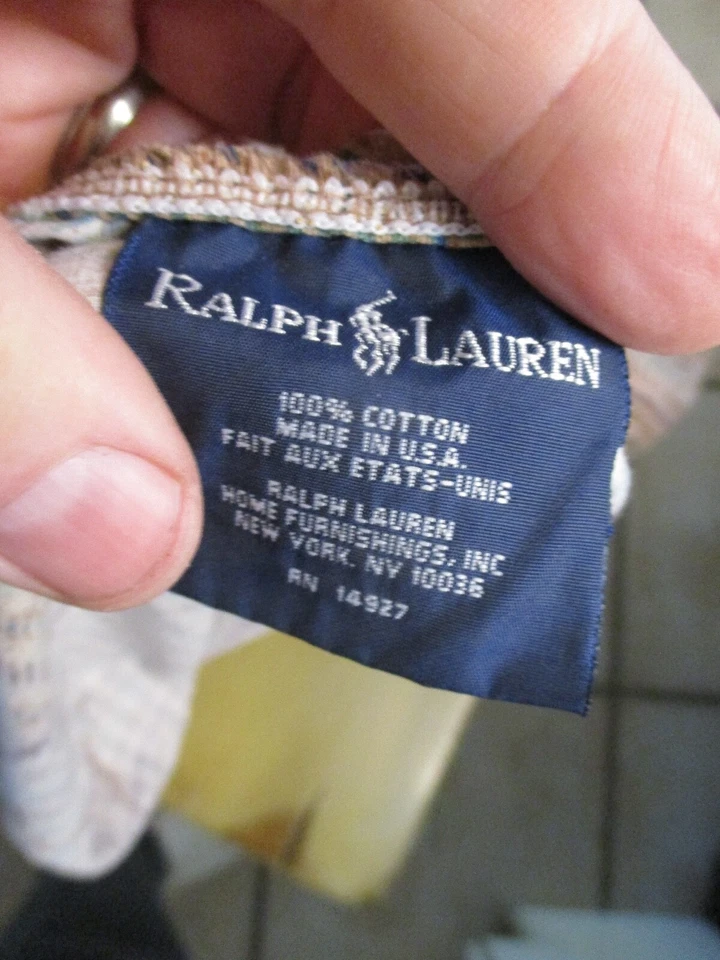 RALPH LAUREN
100% COTTON
MADE IN U.S.A.
FAIT AUX ETATS-UNIS
RALPH LAUREN
HOME FURNISHINGS, INC
NEW YORK, NY 10036
RN 14927